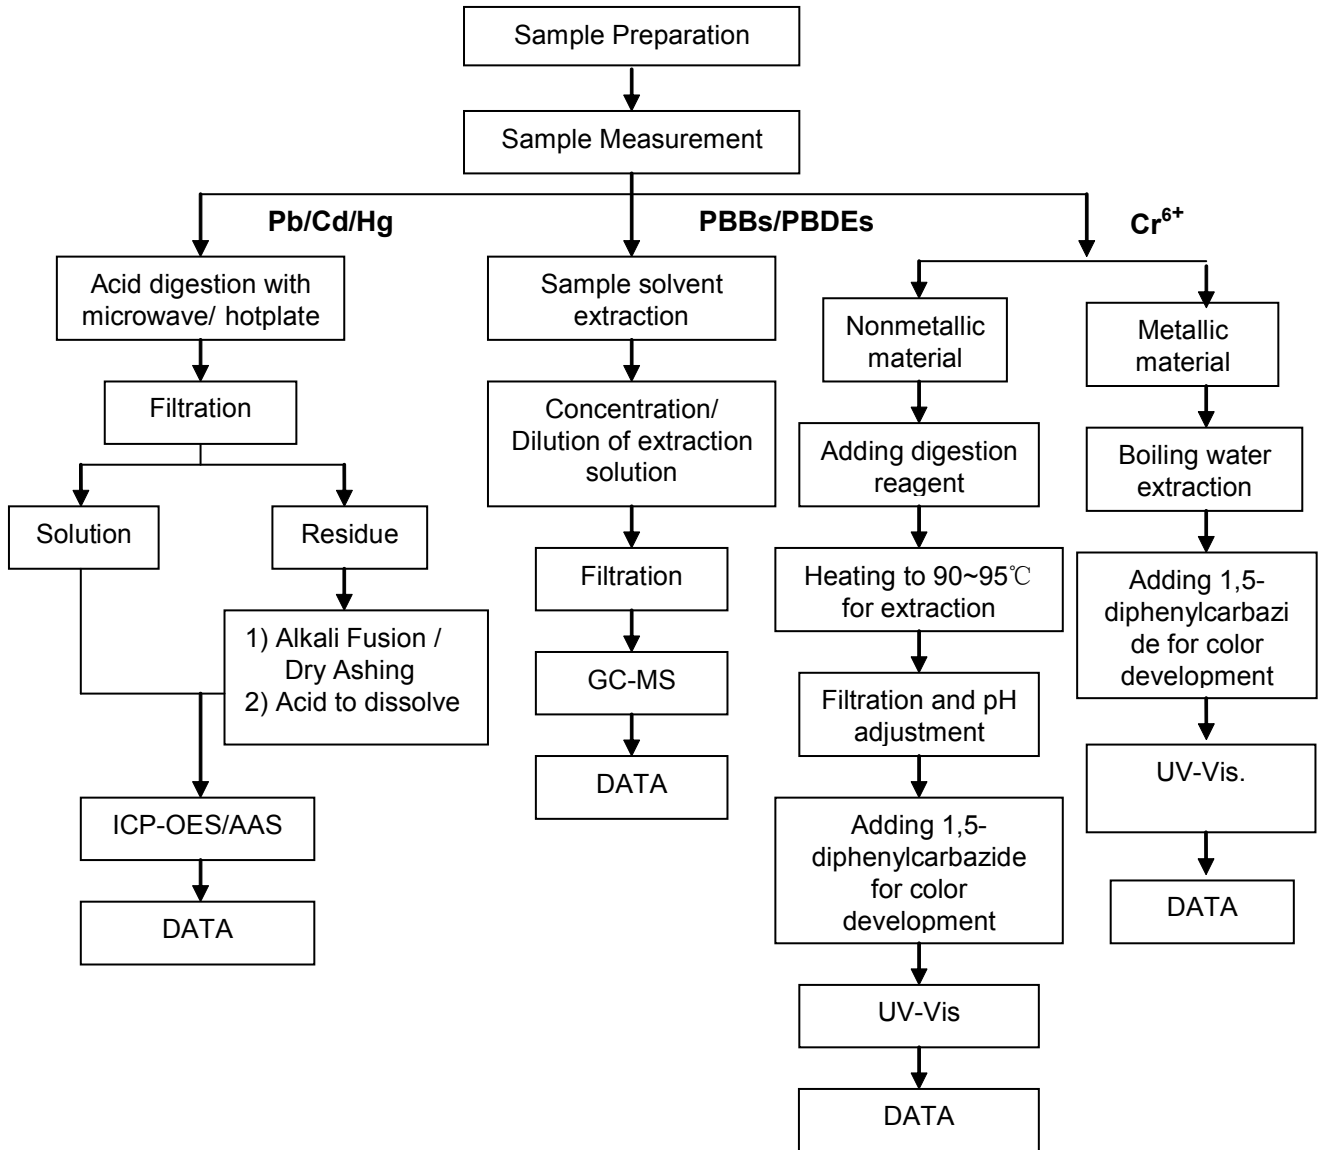 Sample Preparation
Sample Measurement
Pb/Cd/Hg
PBBs/PBDEs
Cr⁶⁺
Acid digestion with
microwave/ hotplate
Filtration
Solution
Residue
1) Alkali Fusion /
Dry Ashing
2) Acid to dissolve
ICP-OES/AAS
DATA
Sample solvent
extraction
Concentration/
Dilution of extraction
solution
Filtration
GC-MS
DATA
Nonmetallic
material
Adding digestion
reagent
Heating to 90~95℃
for extraction
Filtration and pH
adjustment
Adding 1,5-
diphenylcarbazide
for color
development
UV-Vis
DATA
Metallic
material
Boiling water
extraction
Adding 1,5-
diphenylcarbazi
de for color
development
UV-Vis.
DATA